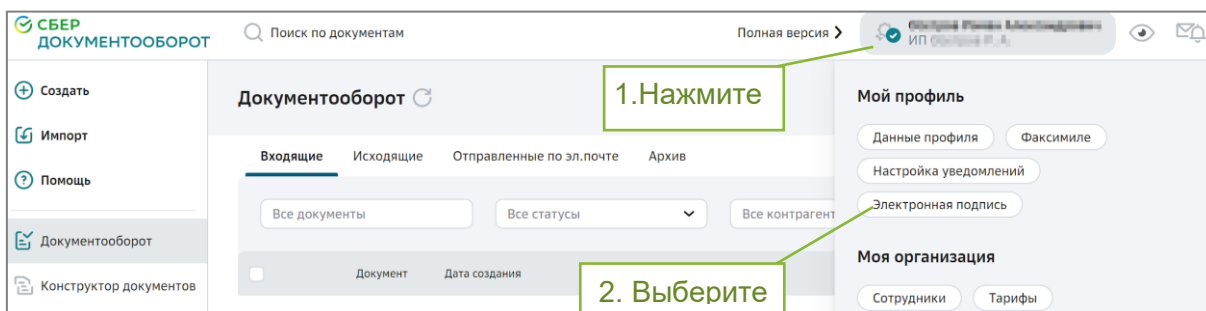 СБЕР
ДОКУМЕНТООБОРОТ
Поиск по документам
Полная версия
ИП
Создать
Импорт
Помощь
Документооборот
Конструктор документов
Документооборот
1.Нажмите
Входящие Исходящие Отправленные по эл.почте Архив
Все документы Все статусы Все контрагент
Документ Дата создания
2. Выберите
Мой профиль
Данные профиля Факсимиле
Настройка уведомлений
Электронная подпись
Моя организация
Сотрудники Тарифы